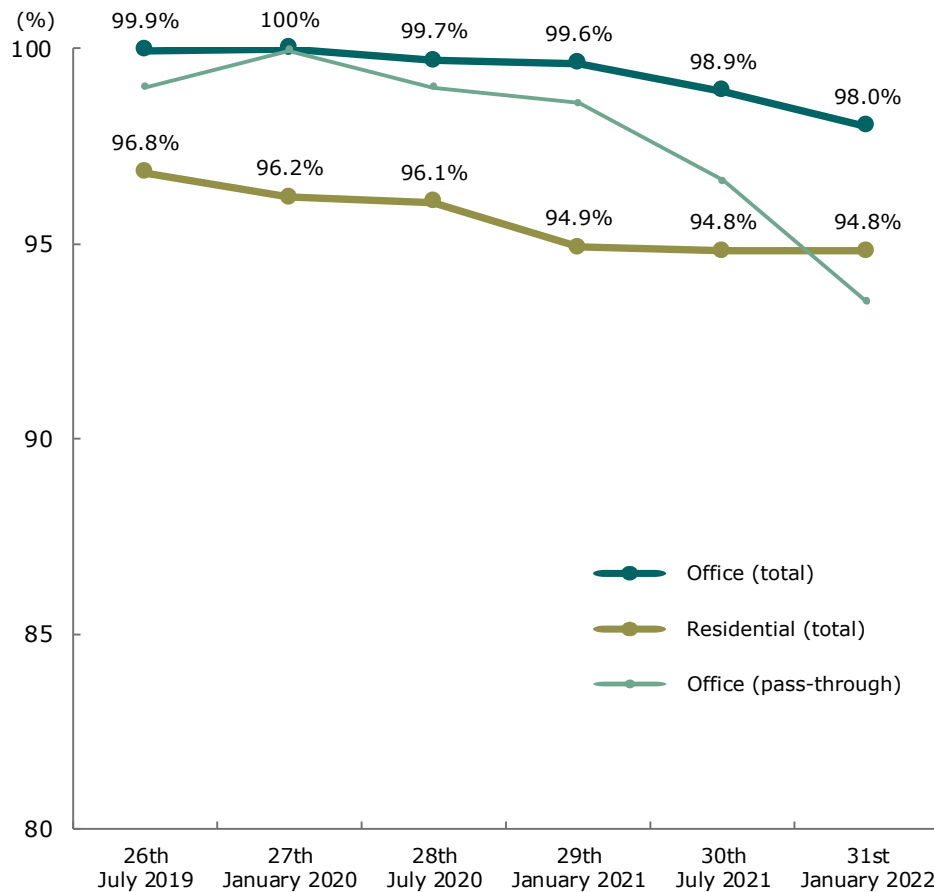 (%)
99.9%
100%
99.7%
99.6%
98.9%
98.0%
96.8%
96.2%
96.1%
94.9%
94.8%
94.8%
100
95
90
85
80
Office (total)
Residential (total)
Office (pass-through)
26th
July 2019
27th
January 2020
28th
July 2020
29th
January 2021
30th
July 2021
31st
January 2022